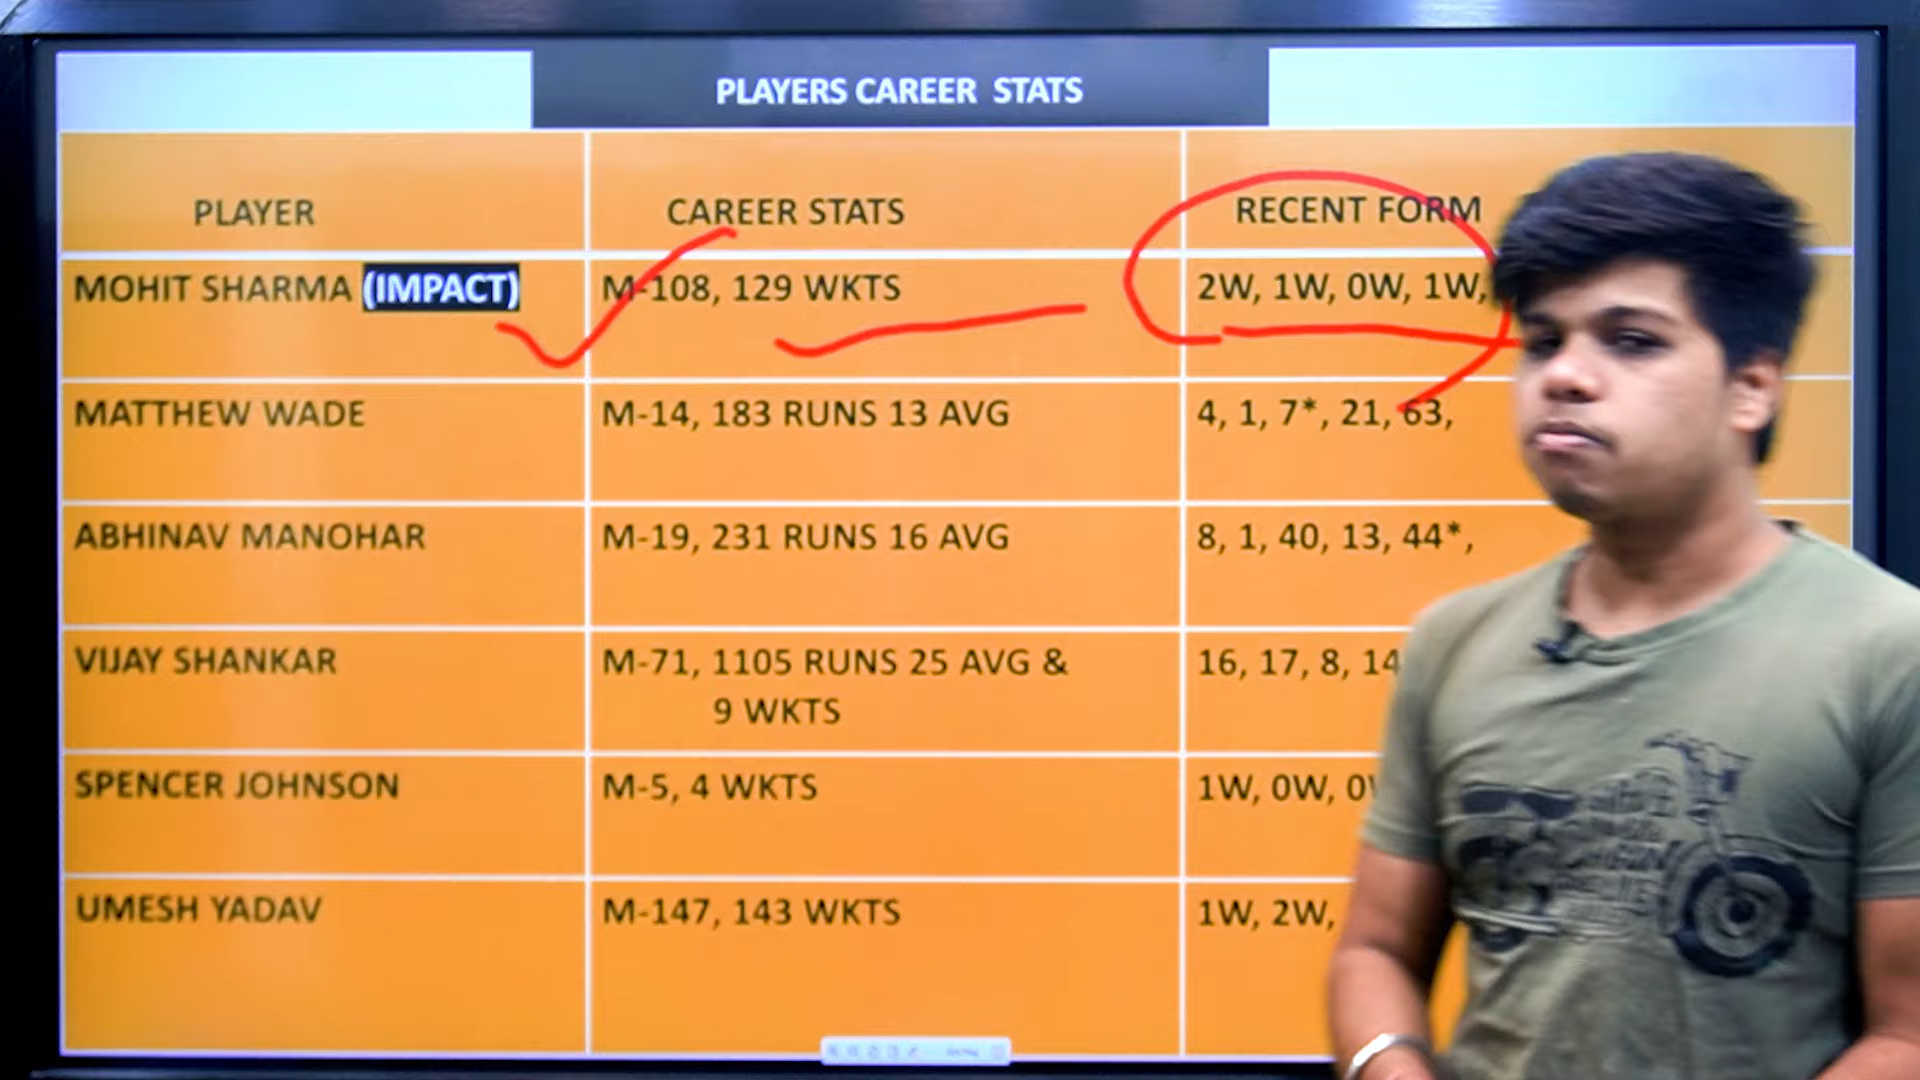 PLAYERS CAREER STATS
PLAYER CAREER STATS RECENT FORM
MOHIT SHARMA (IMPACT) M-108, 129 WKTS 2W, 1W, 0W, 1W,
MATTHEW WADE M-14, 183 RUNS 13 AVG 4, 1, 7*, 21, 63,
ABHINAV MANOHAR M-19, 231 RUNS 16 AVG 8, 1, 40, 13, 44*,
VIJAY SHANKAR M-71, 1105 RUNS 25 AVG & 16, 17, 8, 14
9 WKTS
SPENCER JOHNSON M-5, 4 WKTS 1W, 0W,
UMESH YADAV M-147, 143 WKTS 1W, 2W,